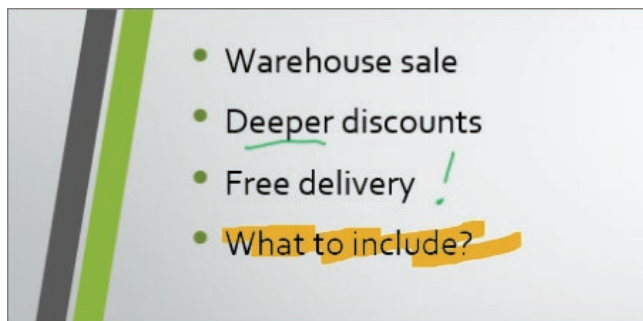 Warehouse sale
Deeper discounts
Free delivery !
What to include?